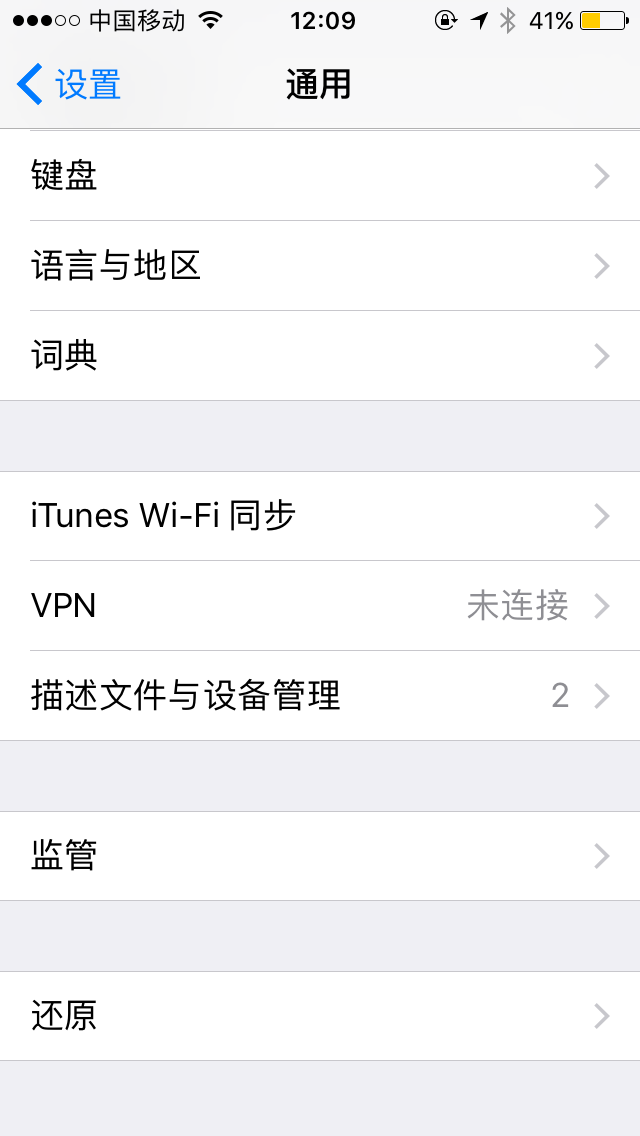 中国移动 12:09 41%
设置 通用
键盘
语言与地区
词典
iTunes Wi-Fi 同步
VPN 未连接
描述文件与设备管理 2
监管
还原